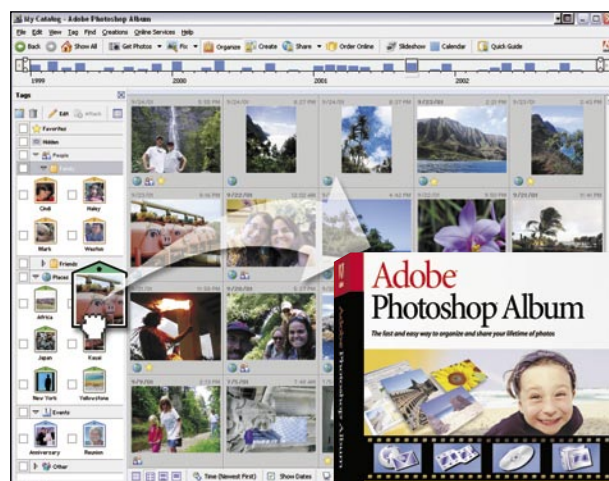 My Catalog - Adobe Photoshop Album
File Edit View Tag Find Creations Online Services Help
Back Show All Get Photos Fix Organize Create Share Order Online Slideshow Calendar Quick Guide
1999 2000 2001 2002
Tags
Edit Attach
Favorites
Hidden
People
Family
Cindi Haley
Mark Weston
Friends
Places
Africa
Japan Kauai
New York Yellowstone
Events
Anniversary Reunion
Other
Time (Newest First) Show Dates
Adobe
Photoshop Album
The fast and easy way to organize and share your lifetime of photos
Adobe Photoshop Album